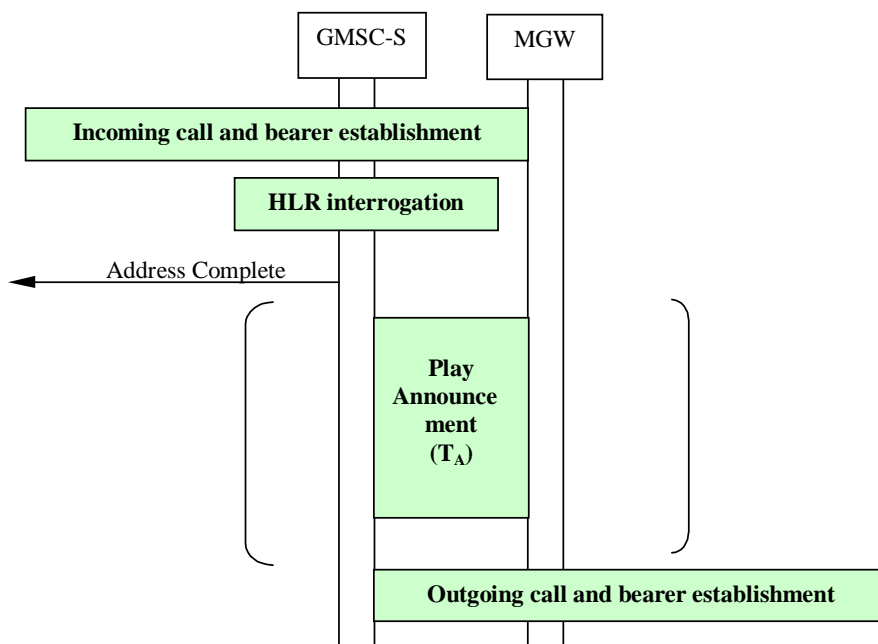 GMSC-S
MGW
Incoming call and bearer establishment
HLR interrogation
Address Complete
Play
Announce
ment
(T_A)
Outgoing call and bearer establishment